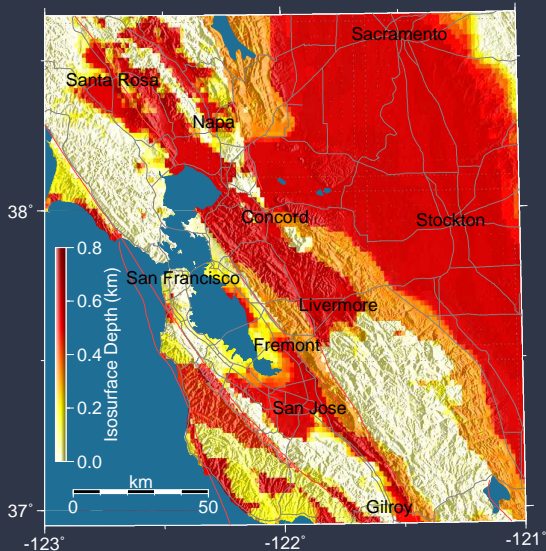 Sacramento
Santa Rosa
Napa
38°
Concord
Stockton
0.8
San Francisco
0.6
Livermore
0.4
Fremont
0.2
San Jose
0.0
Isosurface Depth (km)
km
0 50
Gilroy
37°
-123° -122° -121°